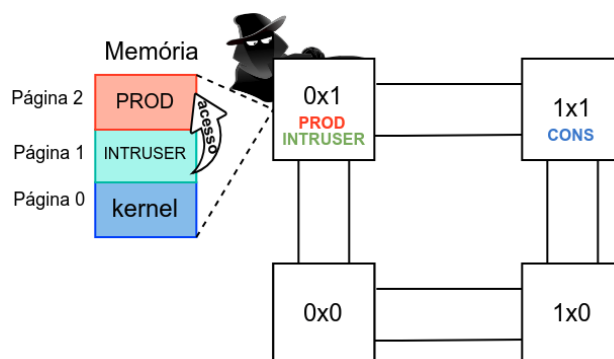 Memória
Página 2
PROD
acesso
Página 1
INTRUSER
Página 0
kernel
0x1
PROD
INTRUSER
1x1
CONS
0x0
1x0